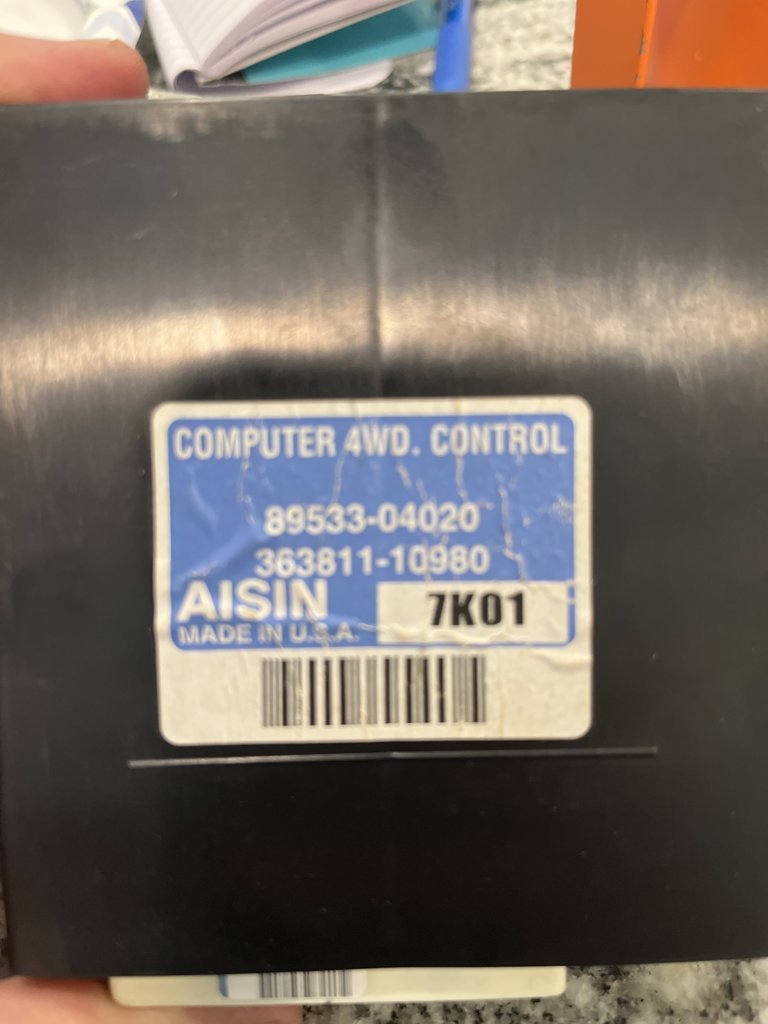 COMPUTER 4WD. CONTROL
89533-04020
363811-10980
AISIN
7K01
MADE IN U.S.A.